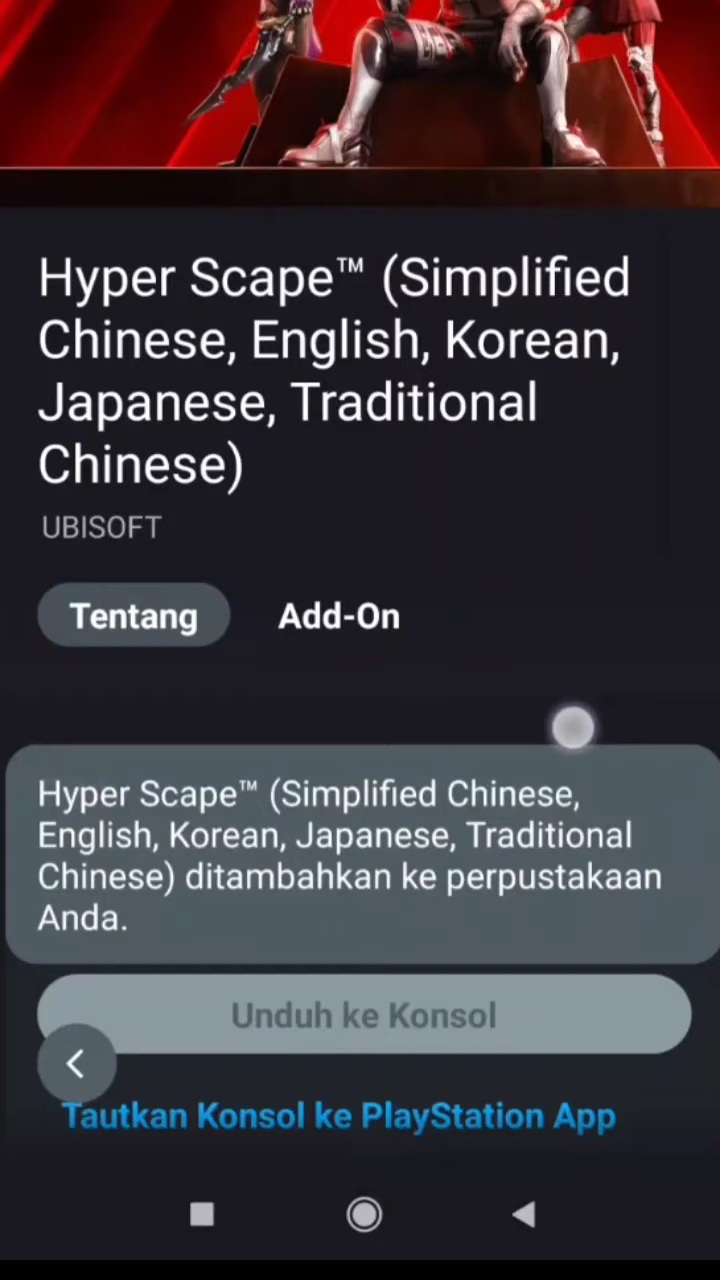 Hyper Scape™ (Simplified
Chinese, English, Korean,
Japanese, Traditional
Chinese)
UBISOFT
Tentang
Add-On
Hyper Scape™ (Simplified Chinese,
English, Korean, Japanese, Traditional
Chinese) ditambahkan ke perpustakaan
Anda.
Unduh ke Konsol
Tautkan Konsol ke PlayStation App